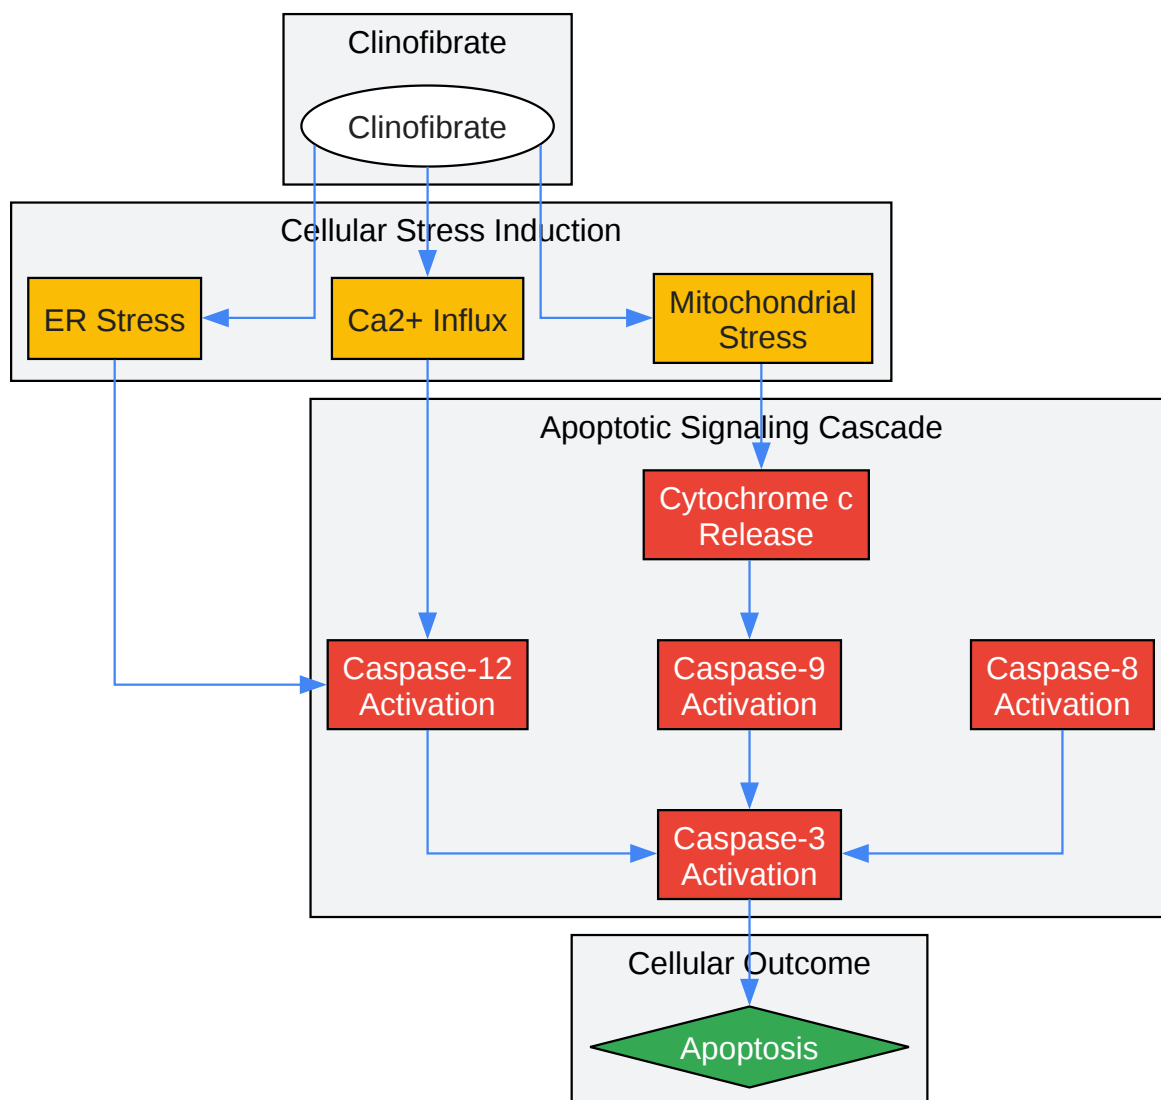 Clinofibrate
Clinofibrate
Cellular Stress Induction
ER Stress
Ca2+ Influx
Mitochondrial
Stress
Apoptotic Signaling Cascade
Cytochrome c
Release
Caspase-12
Activation
Caspase-9
Activation
Caspase-8
Activation
Caspase-3
Activation
Cellular Outcome
Apoptosis